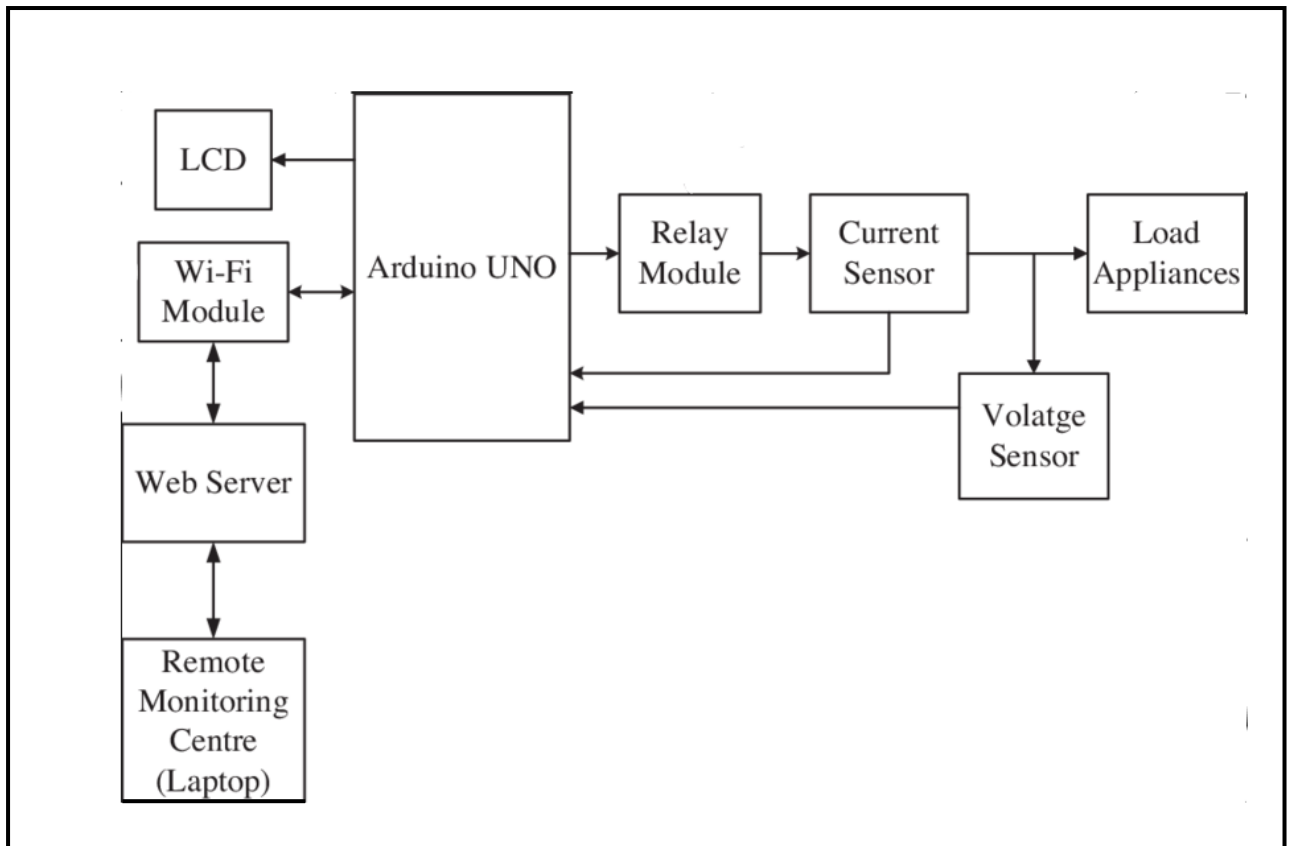 LCD
Wi-Fi
Module
Arduino UNO
Relay
Module
Current
Sensor
Load
Appliances
Volatge
Sensor
Web Server
Remote
Monitoring
Centre
(Laptop)